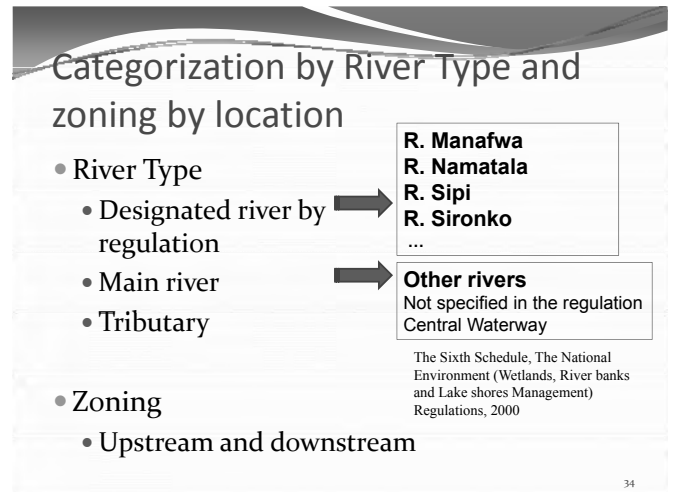 Categorization by River Type and
zoning by location
• River Type
• Designated river by
regulation
• Main river
• Tributary
• Zoning
• Upstream and downstream
R. Manafwa
R. Namatala
R. Sipi
R. Sironko
...
Other rivers
Not specified in the regulation
Central Waterway
The Sixth Schedule, The National
Environment (Wetlands, River banks
and Lake shores Management)
Regulations, 2000
34